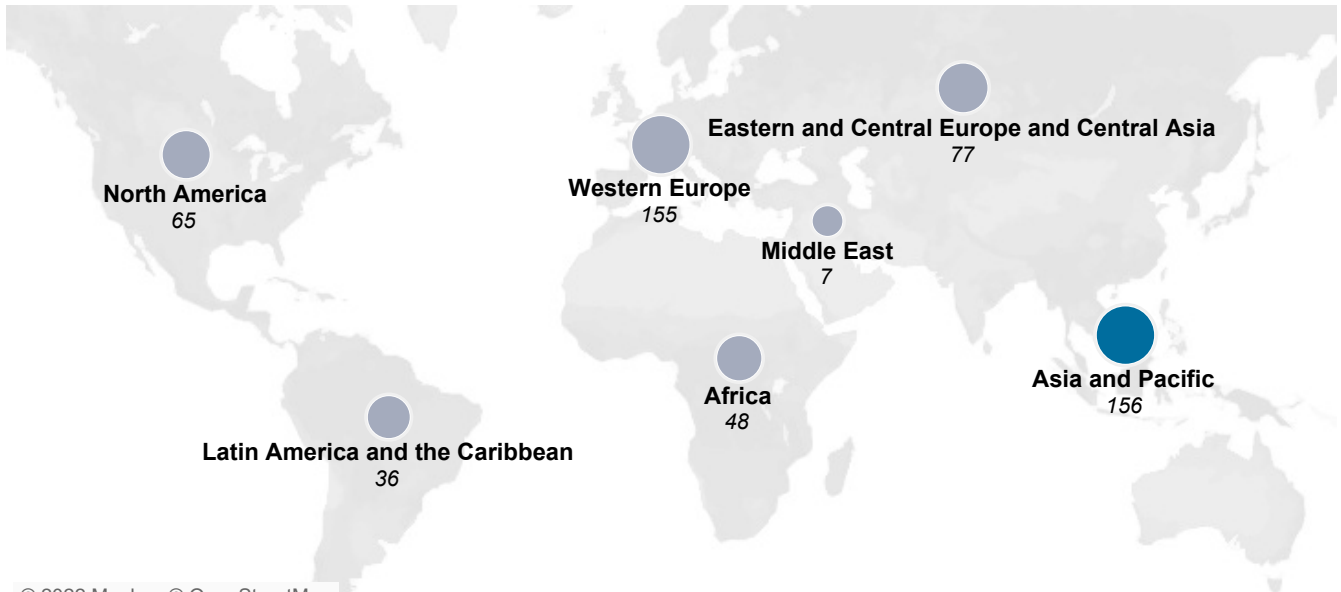 Eastern and Central Europe and Central Asia
77
North America
65
Western Europe
155
Middle East
7
Asia and Pacific
156
Africa
48
Latin America and the Caribbean
36